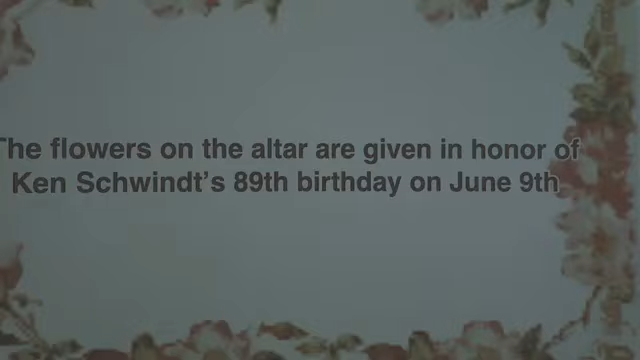 The flowers on the altar are given in honor of
Ken Schwindt’s 89th birthday on June 9th